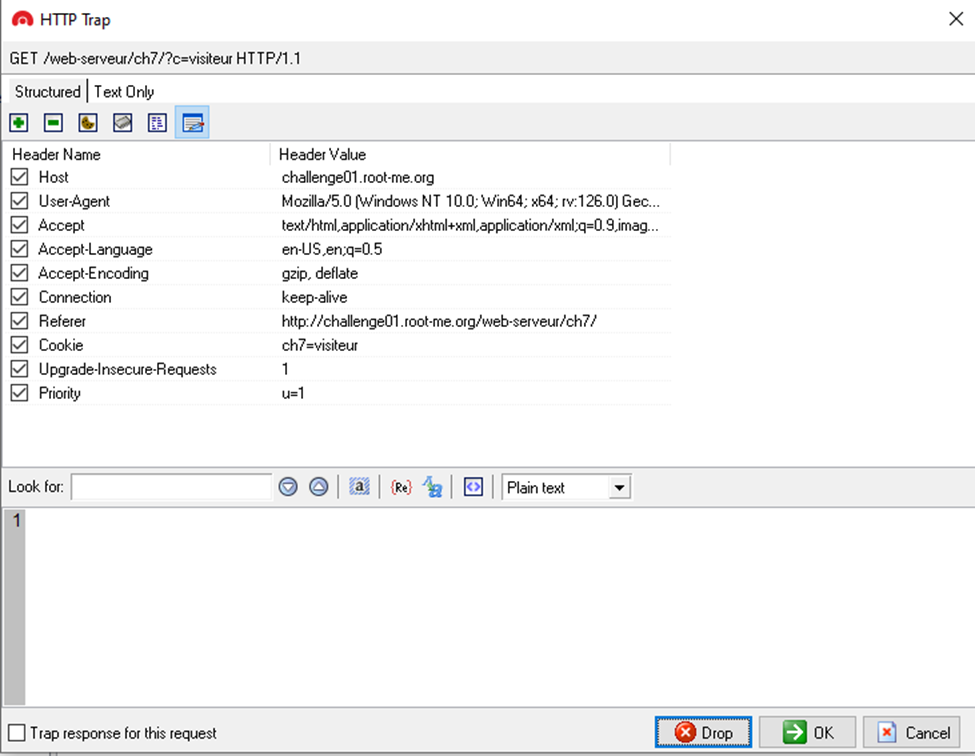 HTTP Trap
GET /web-serveur/ch7/?c=visiteur HTTP/1.1
Structured Text Only
Header Name Header Value
Host challenge01.root-me.org
User-Agent Mozilla/5.0 (Windows NT 10.0; Win64; x64; rv:126.0) Gec...
Accept text/html,application/xhtml+xml,application/xml;q=0.9,imag...
Accept-Language en-US,en;q=0.5
Accept-Encoding gzip, deflate
Connection keep-alive
Referer http://challenge01.root-me.org/web-serveur/ch7/
Cookie ch7=visiteur
Upgrade-Insecure-Requests 1
Priority u=1
Look for: a {Re} Plain text
1
Trap response for this request Drop OK Cancel